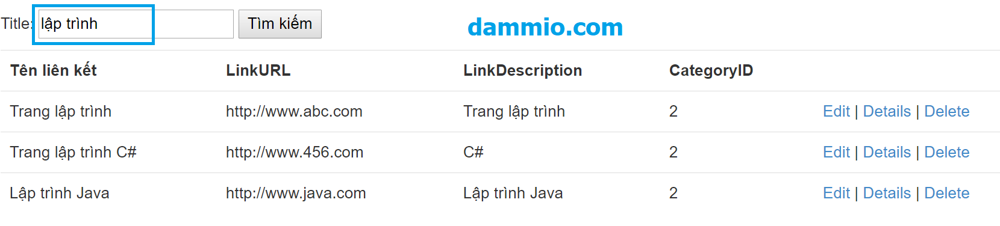 Title: lập trình Tìm kiếm dammio.com
Tên liên kết LinkURL LinkDescription CategoryID
Trang lập trình http://www.abc.com Trang lập trình 2 Edit | Details | Delete
Trang lập trình C# http://www.456.com C# 2 Edit | Details | Delete
Lập trình Java http://www.java.com Lập trình Java 2 Edit | Details | Delete